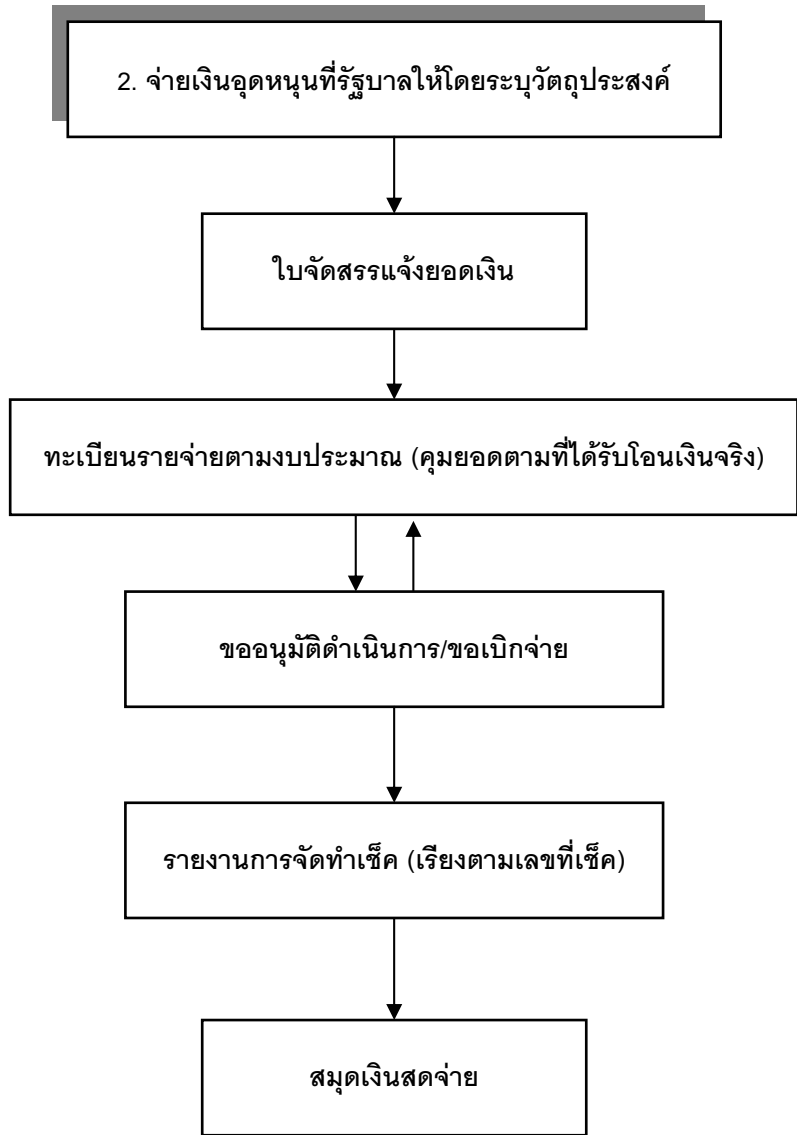 2. จ่ายเงินอุดหนุนที่รัฐบาลให้โดยระบุวัตถุประสงค์
ใบจัดสรรแจ้งยอดเงิน
ทะเบียนรายจ่ายตามงบประมาณ (คุมยอดตามที่ได้รับโอนเงินจริง)
ขออนุมัติดำเนินการ/ขอเบิกจ่าย
รายงานการจัดทำเช็ค (เรียงตามเลขที่เช็ค)
สมุดเงินสดจ่าย